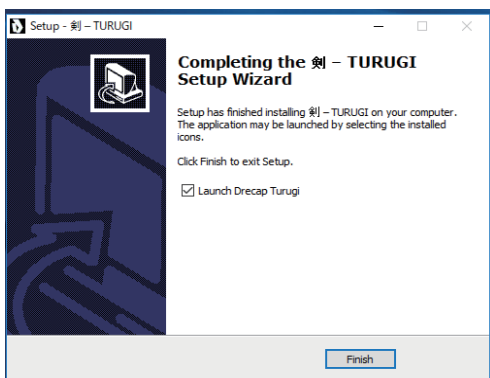 Setup - 剣 – TURUGI
Completing the 剣 – TURUGI
Setup Wizard
Setup has finished installing 剣 – TURUGI on your computer.
The application may be launched by selecting the installed
icons.
Click Finish to exit Setup.
Launch Drecap Turugi
Finish